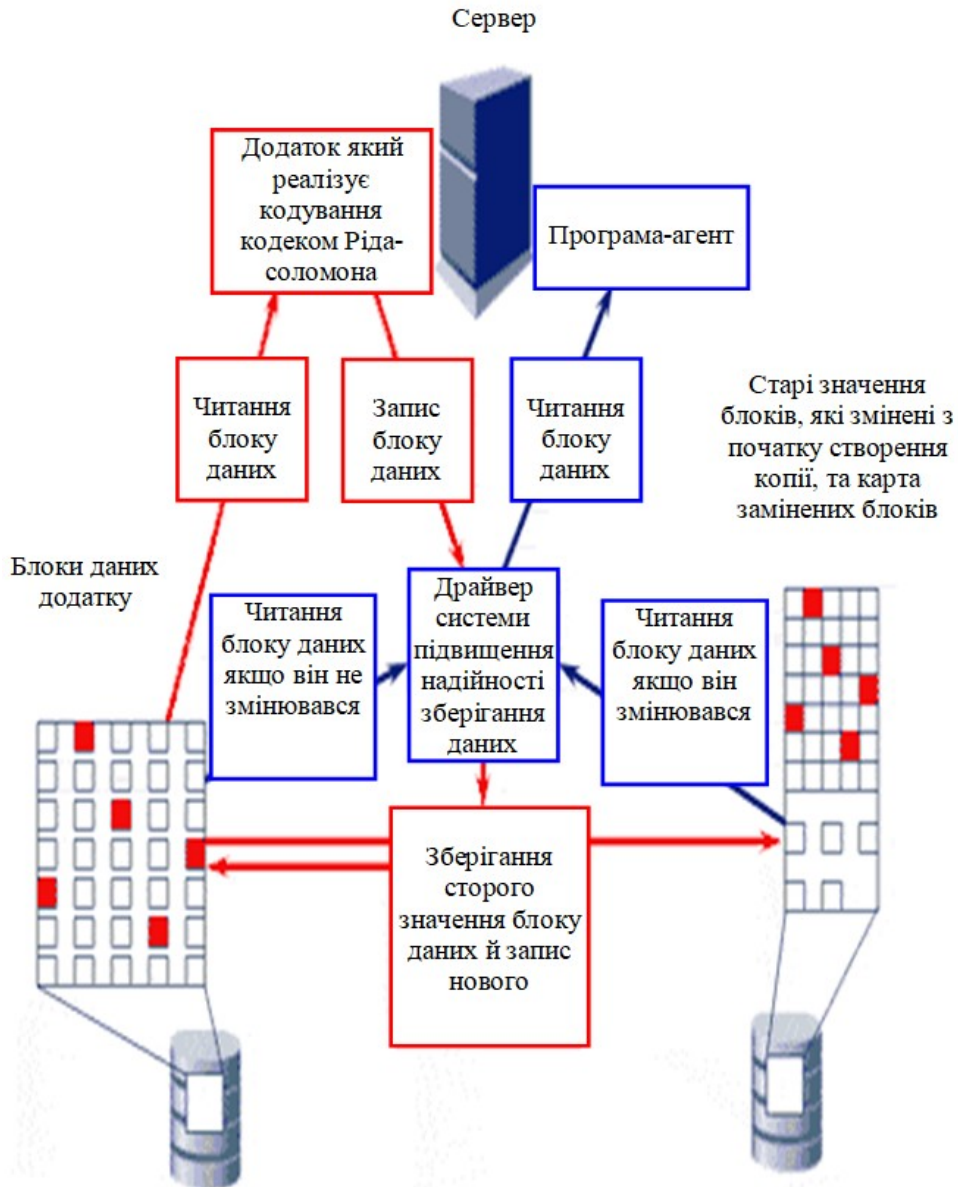 Сервер
Додаток який
реалізує
кодування
кодеком Ріда-
соломона
Програма-агент
Читання
блоку
даних
Запис
блоку
даних
Читання
блоку
даних
Старі значення
блоків, які змінені з
початку створення
копії, та карта
замінених блоків
Блоки даних
додатку
Читання
блоку даних
якщо він не
змінювався
Драйвер
системи
підвищення
надійності
зберігання
даних
Читання
блоку даних
якщо він
змінювався
Зберігання
сторого
значення блоку
даних й запис
нового